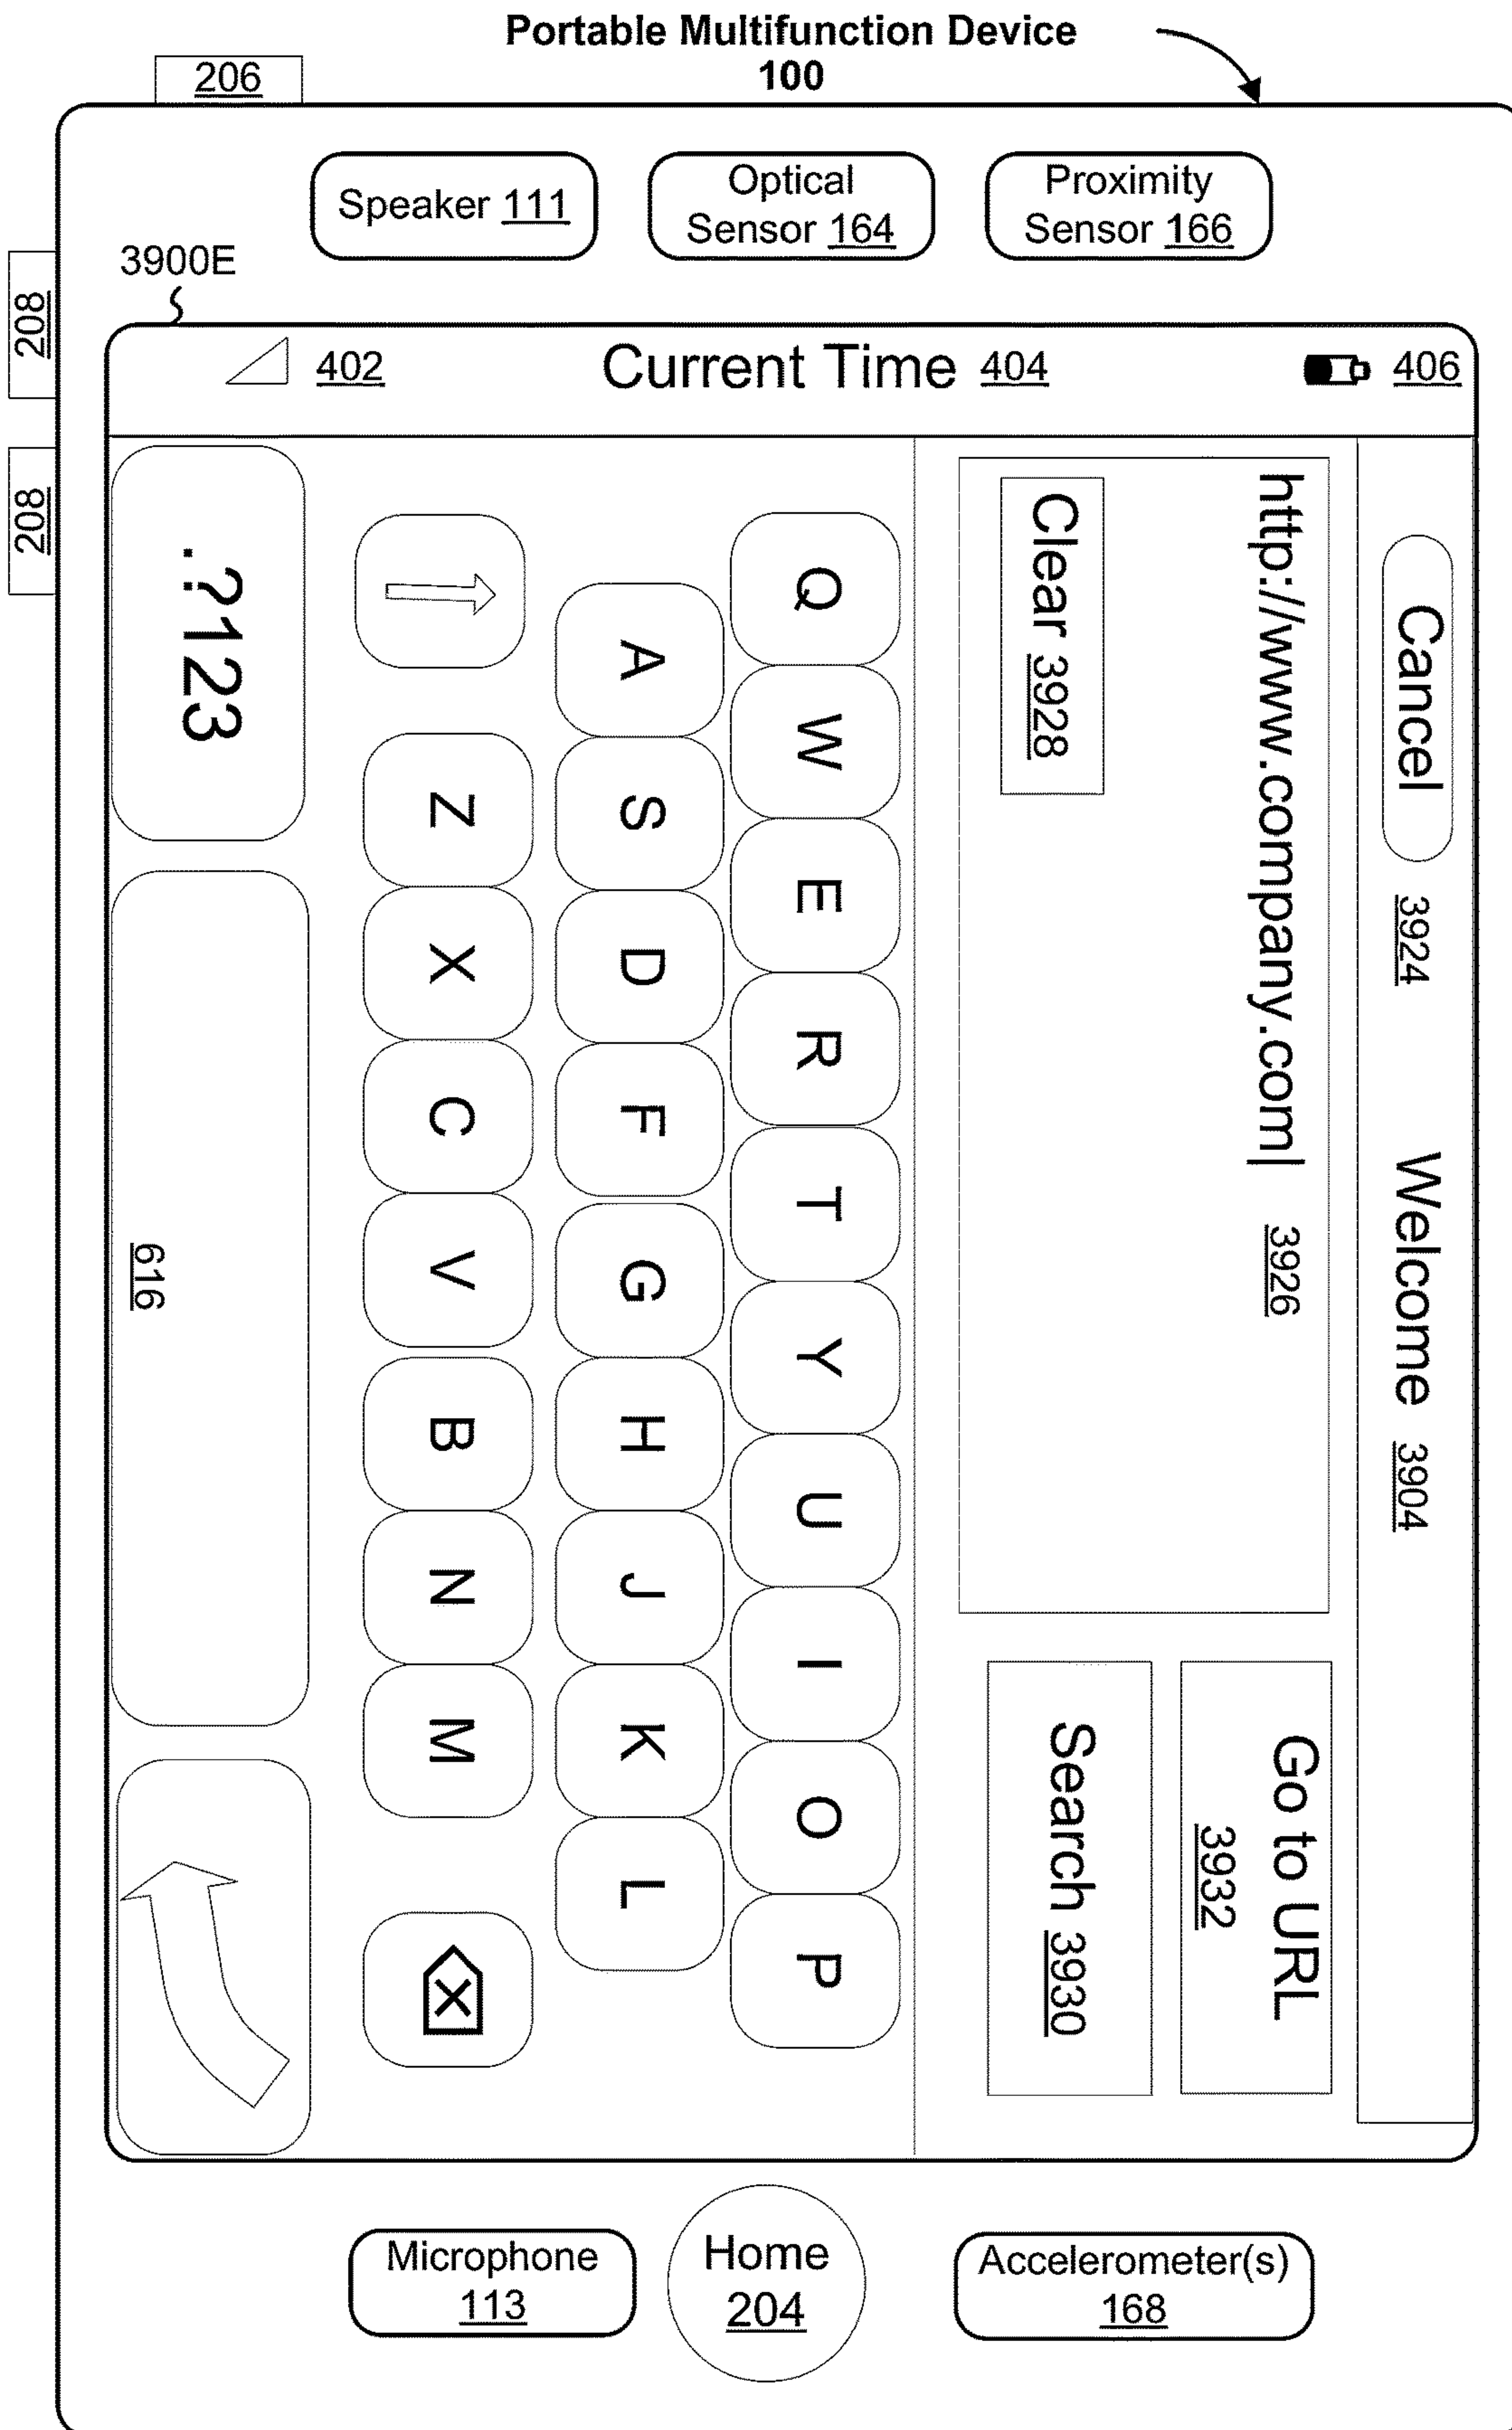 Portable Multifunction Device
100
206
Speaker 111
Optical
Sensor 164
Proximity
Sensor 166
3900E
208
208
402
Current Time 404
406
Cancel 3924
Welcome 3904
http://www.company.com| 3926
Clear 3928
Go to URL
3932
Search 3930
Q W E R T Y U I O P
A S D F G H J K L
Z X C V B N M
.?123
616
Microphone
113
Home
204
Accelerometer(s)
168